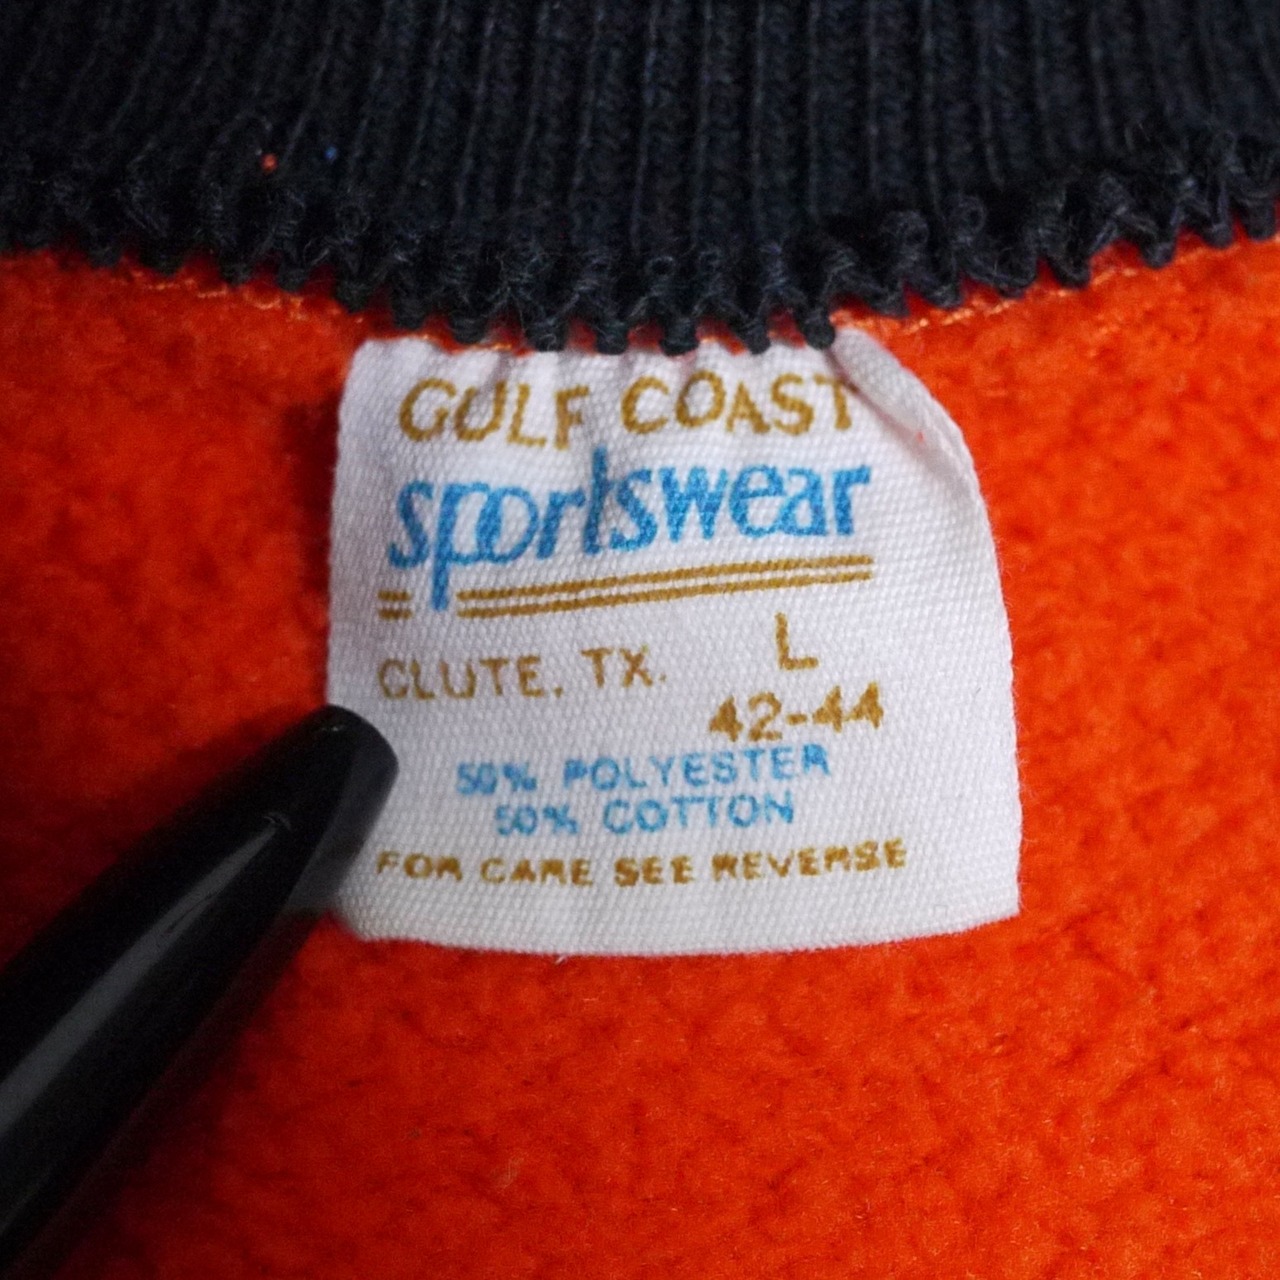 GULF COAST
sportswear
CLUTE, TX. L
42-44
50% POLYESTER
50% COTTON
FOR CARE SEE REVERSE